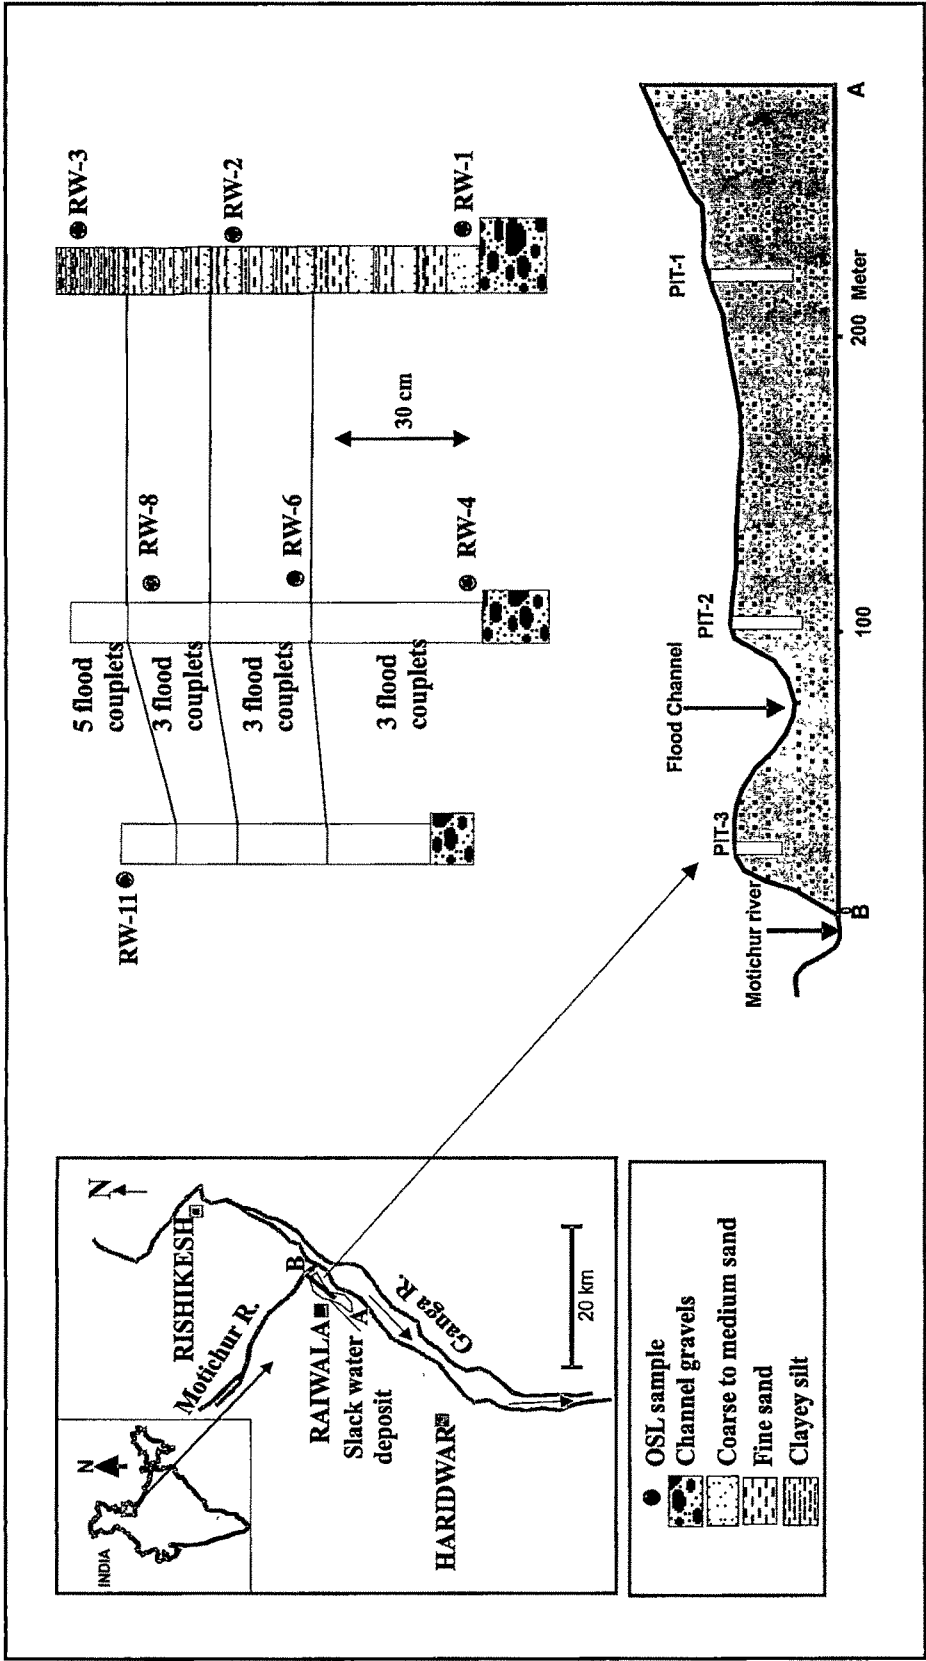 INDIA
N
N
RISHIKESH
Motichur R.
B
RAIWALA
A
Slack water
deposit
Ganga R.
HARIDWAR
20 km
OSL sample
Channel gravels
Coarse to medium sand
Fine sand
Clayey silt
RW-11
5 flood
couplets
3 flood
couplets
3 flood
couplets
3 flood
couplets
RW-8
RW-6
RW-4
30 cm
RW-3
RW-2
RW-1
Motichur river
PIT-3
Flood Channel
PIT-2
PIT-1
0
B
100
200 Meter
A